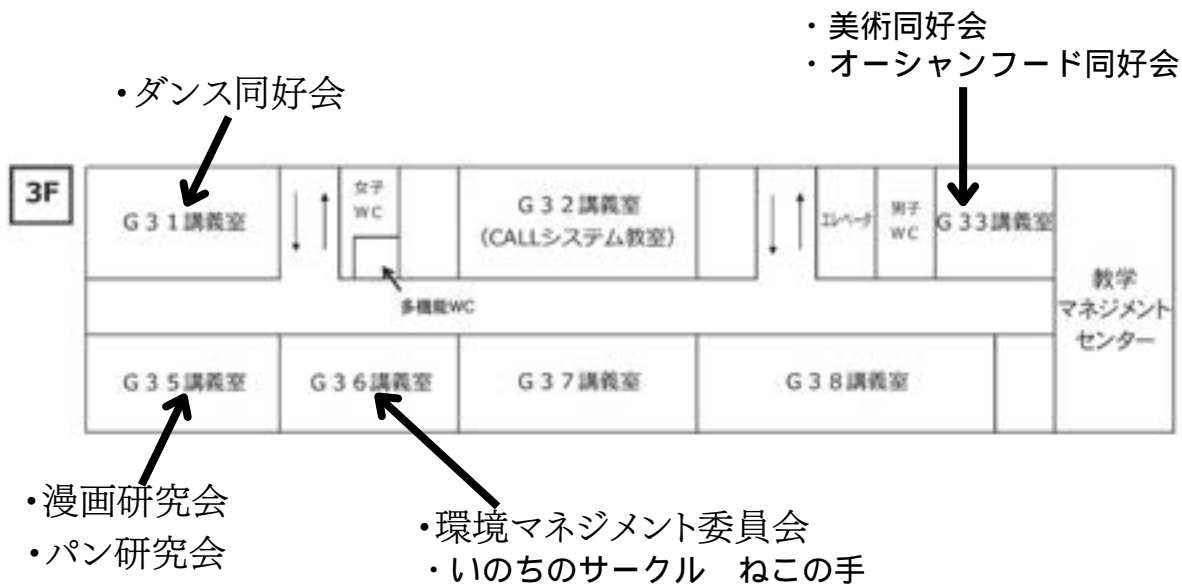 ・美術同好会
・オーシャンフード同好会
・ダンス同好会
3F
G31講義室
女子
WC
G32講義室
(CALLシステム教室)
エレベータ
男子
WC
G33講義室
多機能WC
教学
マネジメント
センター
G35講義室
G36講義室
G37講義室
G38講義室
・漫画研究会
・パン研究会
・環境マネジメント委員会
・いのちのサークル　ねこの手